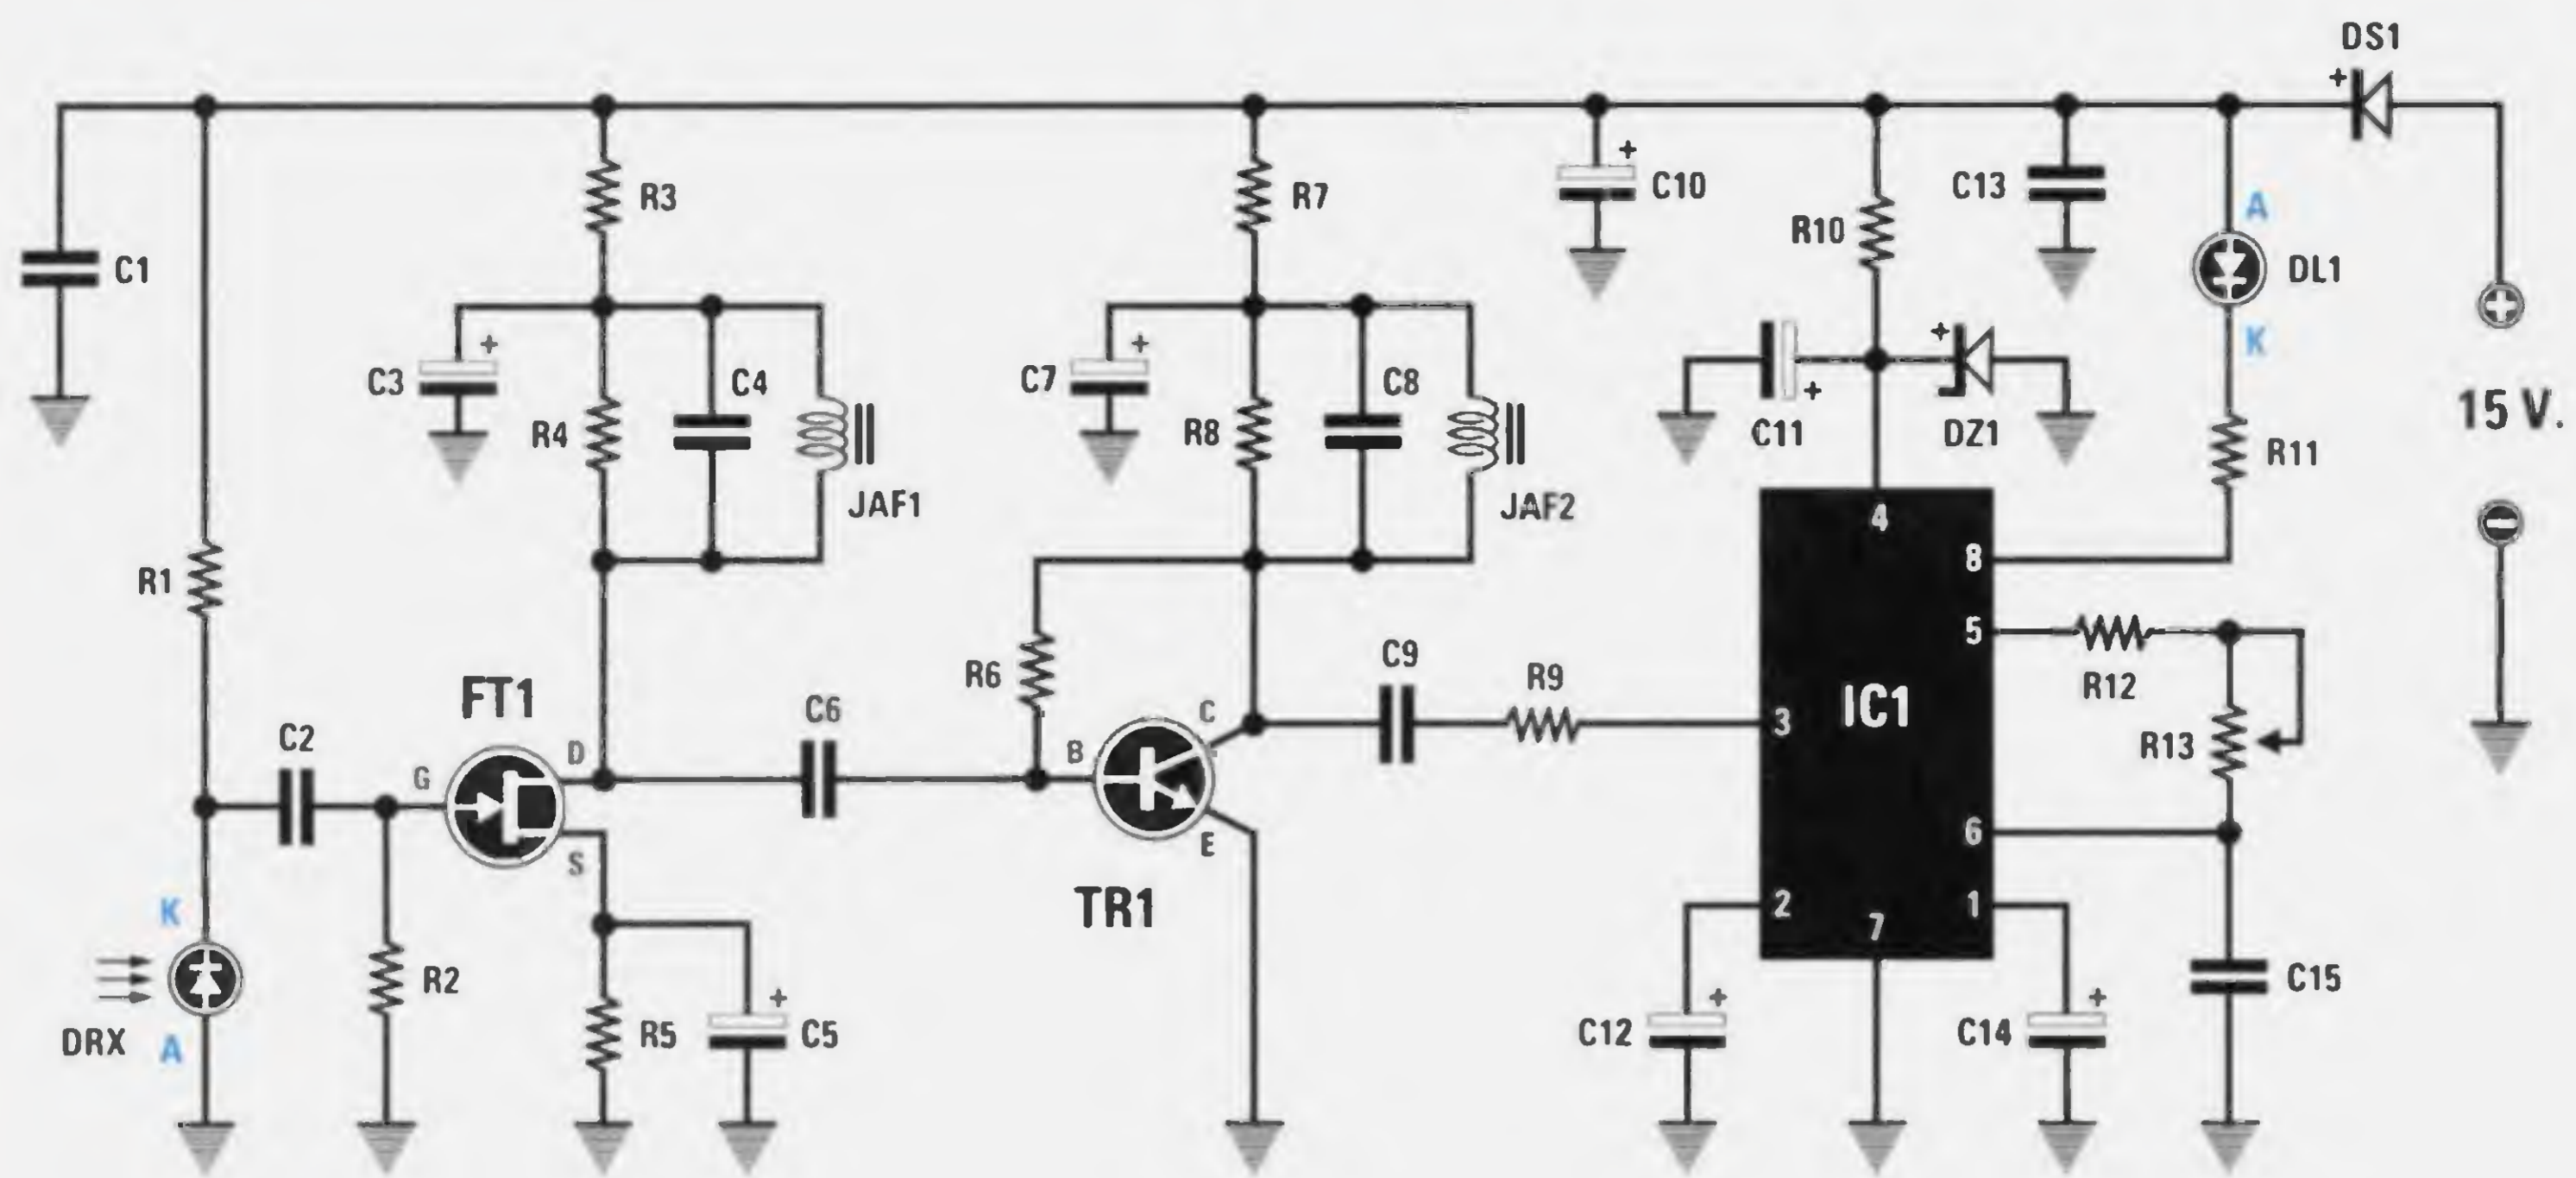 DS1
+
C1
R3
R7
+
C10
R10
C13
A
DL1
K
15 V.
C3
+
R4
C4
JAF1
C7
+
R8
C8
JAF2
C11
+
+
DZ1
R11
R1
R6
FT1
C2
G
D
S
C6
B
C
E
TR1
C9
R9
IC1
4
8
5
3
6
2
1
7
R12
R13
K
DRX
A
R2
R5
+
C5
C12
+
C14
+
C15